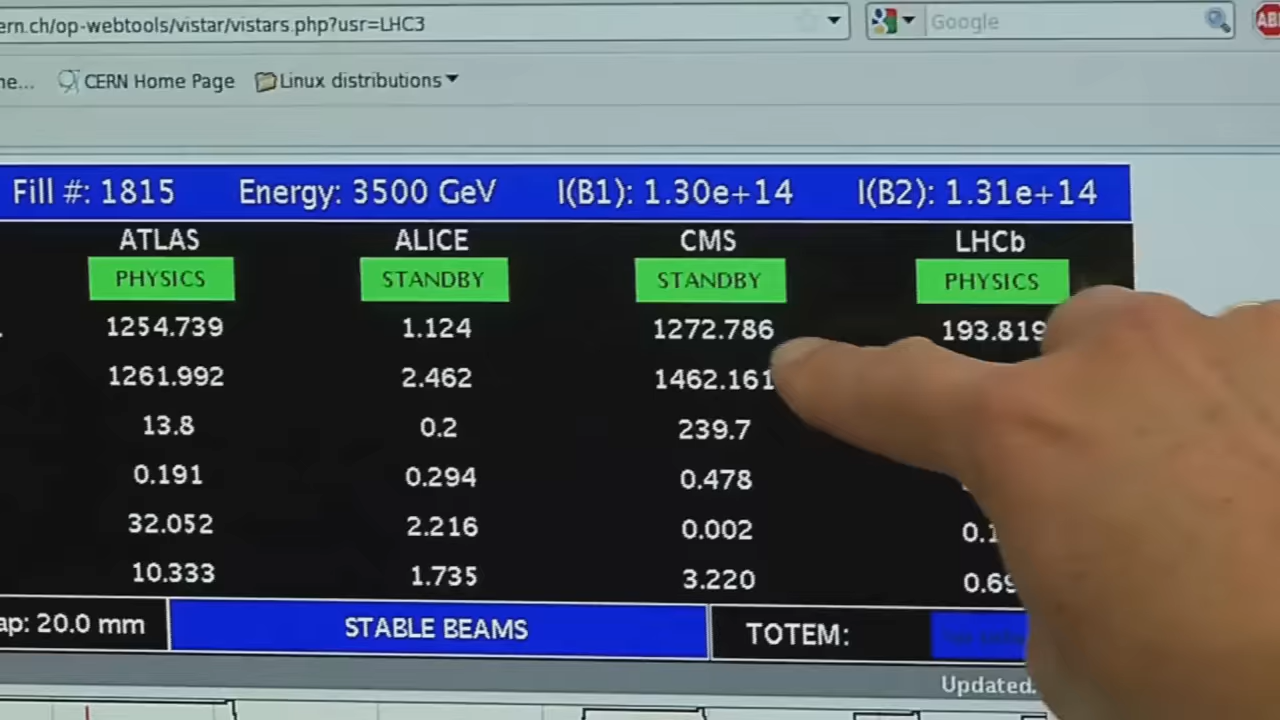 ern.ch/op-webtools/vistar/vistars.php?usr=LHC3 Google
CERN Home Page Linux distributions
Fill #: 1815 Energy: 3500 GeV I(B1): 1.30e+14 I(B2): 1.31e+14
ATLAS ALICE CMS LHCb
PHYSICS STANDBY STANDBY PHYSICS
1254.739 1.124 1272.786 193.819
1261.992 2.462 1462.161
13.8 0.2 239.7
0.191 0.294 0.478
32.052 2.216 0.002
10.333 1.735 3.220
20.0 mm STABLE BEAMS TOTEM:
Updated